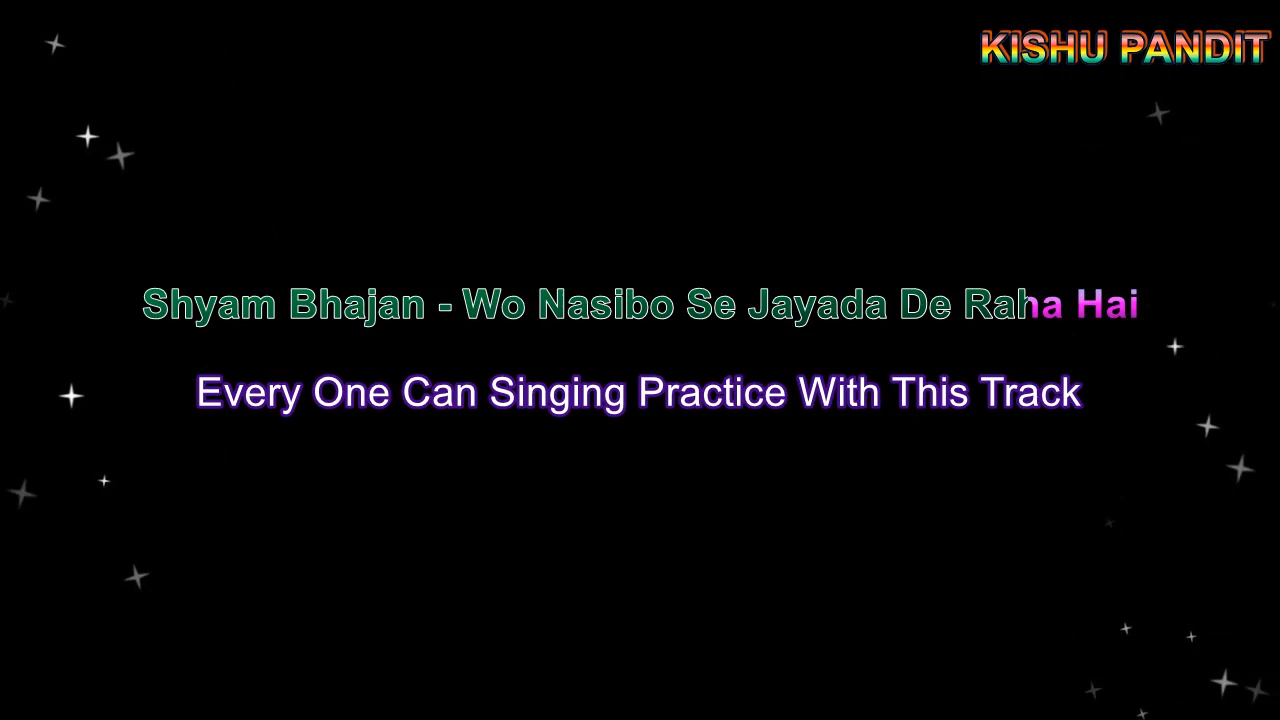 KISHU PANDIT
Shyam Bhajan - Wo Nasibo Se Jayada De Raha Hai
Every One Can Singing Practice With This Track